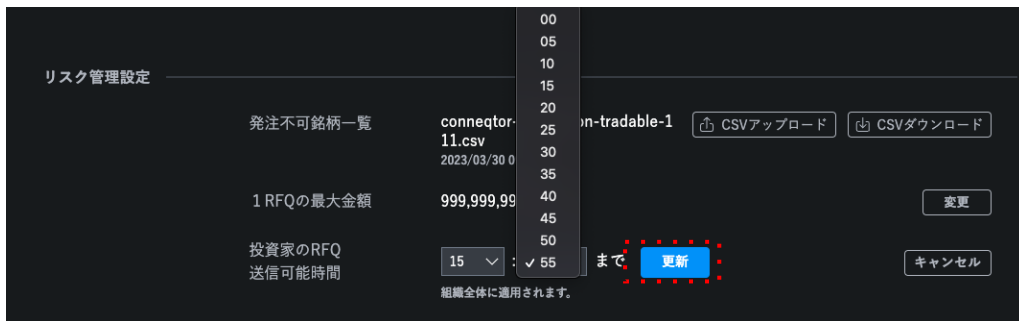 00
05
10
15
20
25
30
35
40
45
50
✓ 55
リスク管理設定
発注不可銘柄一覧
conneqtor- on-tradable-1
11.csv
2023/03/30 0
CSVアップロード
CSVダウンロード
1 RFQの最大金額
999,999,99
変更
投資家のRFQ
送信可能時間
15 : まで 更新
キャンセル
組織全体に適用されます。